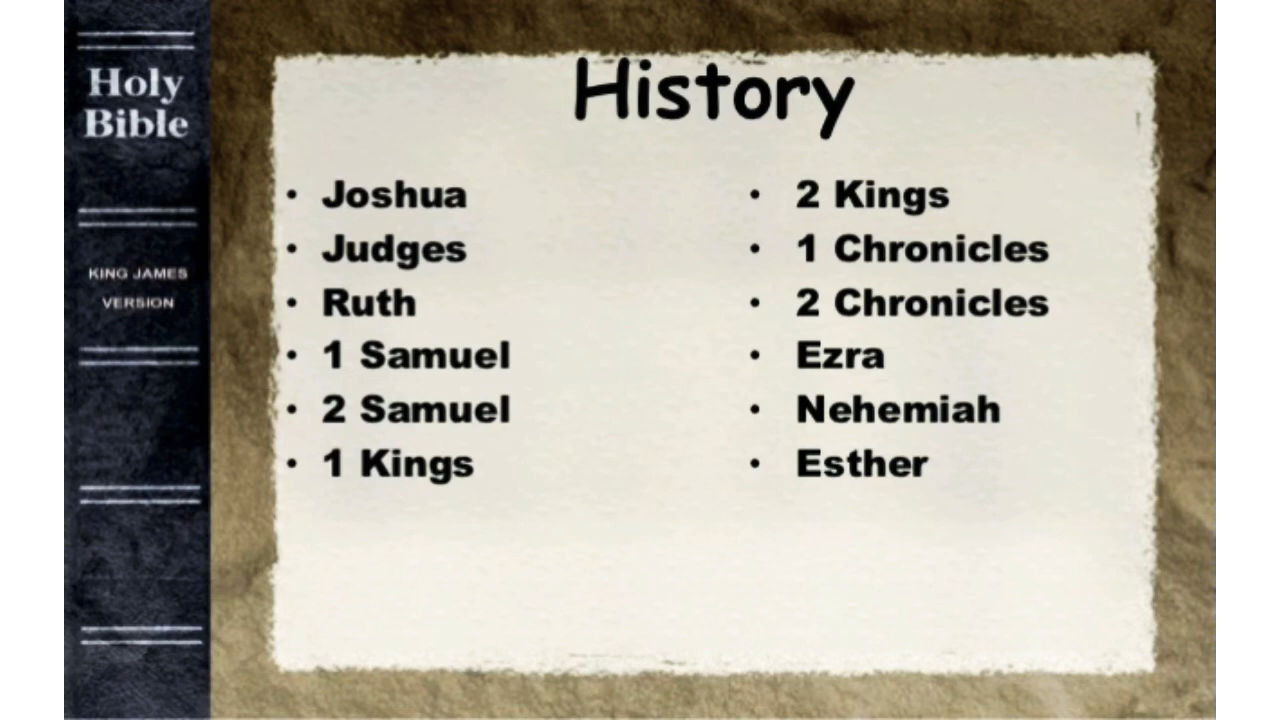 Holy
Bible
KING JAMES
VERSION
History
• Joshua
• Judges
• Ruth
• 1 Samuel
• 2 Samuel
• 1 Kings
• 2 Kings
• 1 Chronicles
• 2 Chronicles
• Ezra
• Nehemiah
• Esther